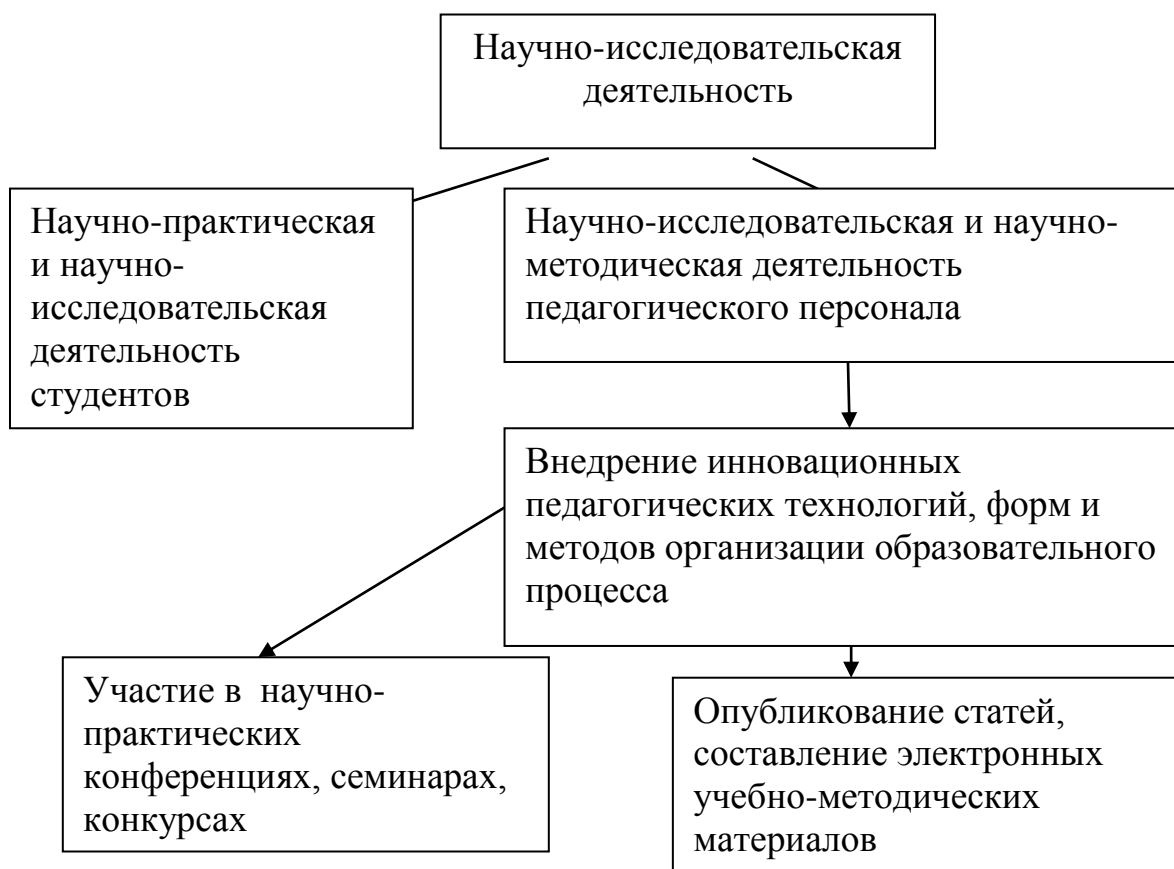 Научно-исследовательская
деятельность
Научно-практическая
и научно-
исследовательская
деятельность
студентов
Научно-исследовательская и научно-
методическая деятельность
педагогического персонала
Внедрение инновационных
педагогических технологий, форм и
методов организации образовательного
процесса
Участие в  научно-
практических
конференциях, семинарах,
конкурсах
Опубликование статей,
составление электронных
учебно-методических
материалов